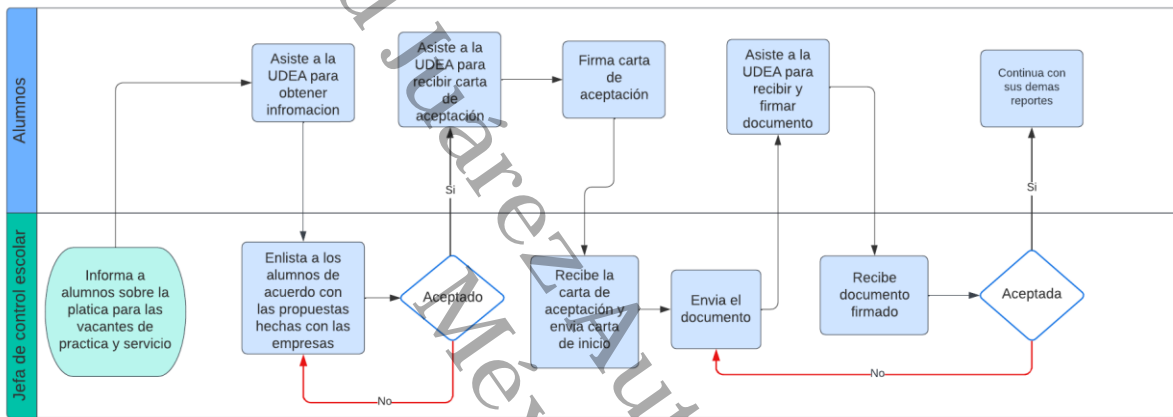 Alumnos
Asiste a la
UDEA para
obtener
infromacion
Asiste a la
UDEA para
recibir carta
de
aceptación
Firma carta
de
aceptación
Asiste a la
UDEA para
recibir y
firmar
documento
Continua con
sus demas
reportes
Si
Si
Jefa de control escolar
Informa a
alumnos sobre la
platica para las
vacantes de
practica y servicio
Enlista a los
alumnos de
acuerdo con
las propuestas
hechas con las
empresas
Aceptado
No
Recibe la
carta de
aceptación y
envia carta
de inicio
Envia el
documento
Recibe
documento
firmado
Aceptada
No
Juárez
Aut